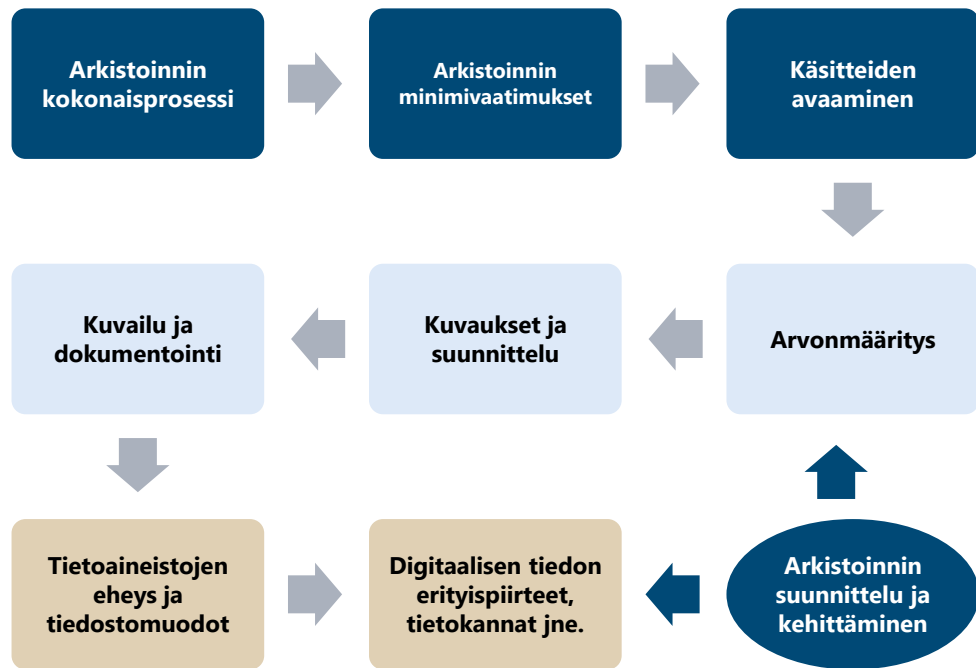 Arkistoinnin
kokonaisprosessi
Arkistoinnin
minimivaatimukset
Käsitteiden
avaaminen
Arvonmääritys
Kuvaukset ja
suunnittelu
Kuvailu ja
dokumentointi
Tietoaineistojen
eheys ja
tiedostomuodot
Digitaalisen tiedon
erityispiirteet,
tietokannat jne.
Arkistoinnin
suunnittelu ja
kehittäminen